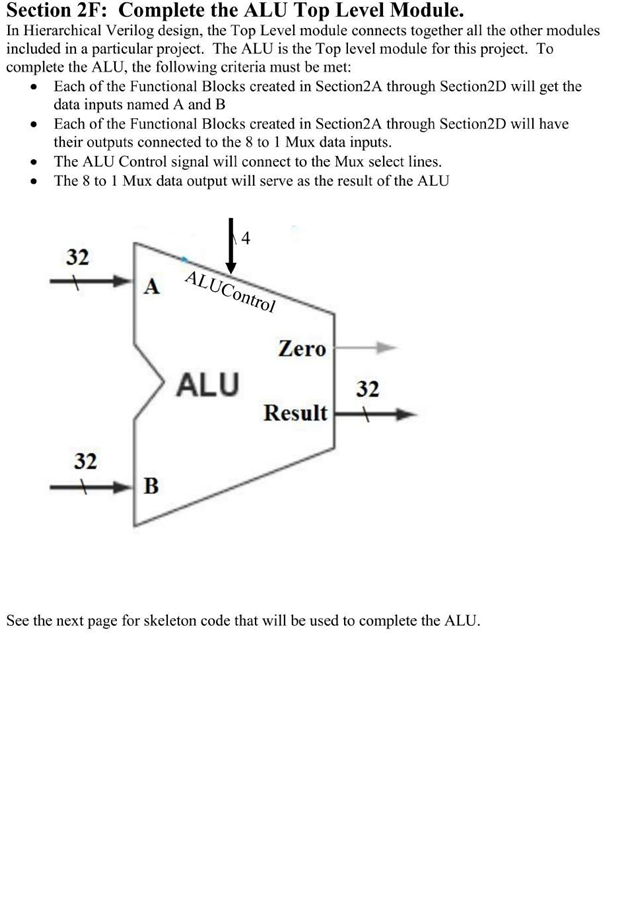 Section 2F: Complete the ALU Top Level Module.
In Hierarchical Verilog design, the Top Level module connects together all the other modules
included in a particular project. The ALU is the Top level module for this project. To
complete the ALU, the following criteria must be met:
• Each of the Functional Blocks created in Section2A through Section2D will get the
data inputs named A and B
• Each of the Functional Blocks created in Section2A through Section2D will have
their outputs connected to the 8 to 1 Mux data inputs.
• The ALU Control signal will connect to the Mux select lines.
• The 8 to 1 Mux data output will serve as the result of the ALU
4
32
A
ALUControl
Zero
ALU
32
Result
32
B
See the next page for skeleton code that will be used to complete the ALU.